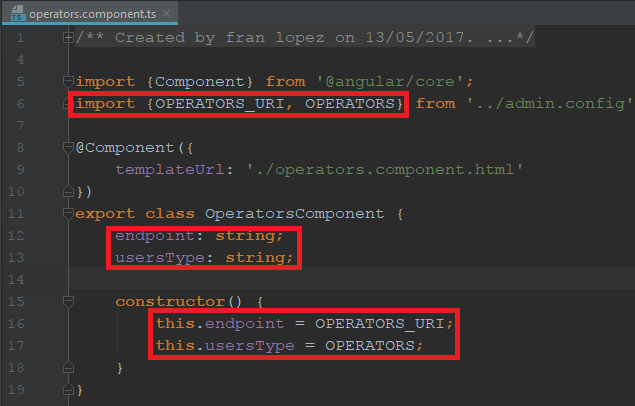 operators.component.ts
TS
1 /** Created by fran lopez on 13/05/2017. ...*/
4
5 import {Component} from '@angular/core';
6 import {OPERATORS_URI, OPERATORS} from '../admin.config'
7
8 @Component({
9 templateUrl: './operators.component.html'
10 })
11 export class OperatorsComponent {
12 endpoint: string;
13 usersType: string;
14
15 constructor() {
16 this.endpoint = OPERATORS_URI;
17 this.usersType = OPERATORS;
18 }
19 }